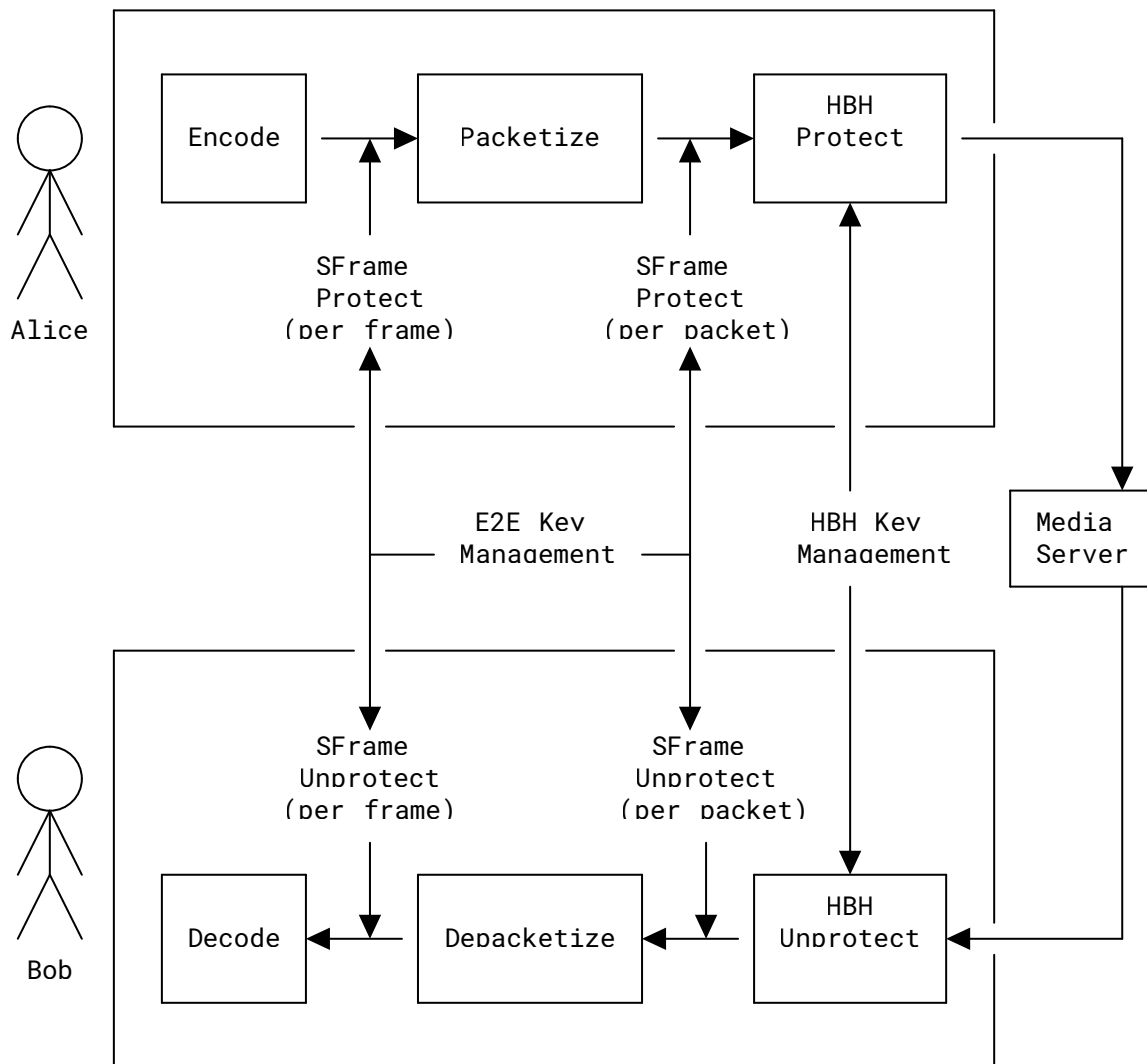 Encode
Packetize
HBH
Protect
SFrame
Protect
(per frame)
SFrame
Protect
(per packet)
Alice
E2E Key
Management
HBH Key
Management
Media
Server
SFrame
Unprotect
(per frame)
SFrame
Unprotect
(per packet)
Decode
Depacketize
HBH
Unprotect
Bob